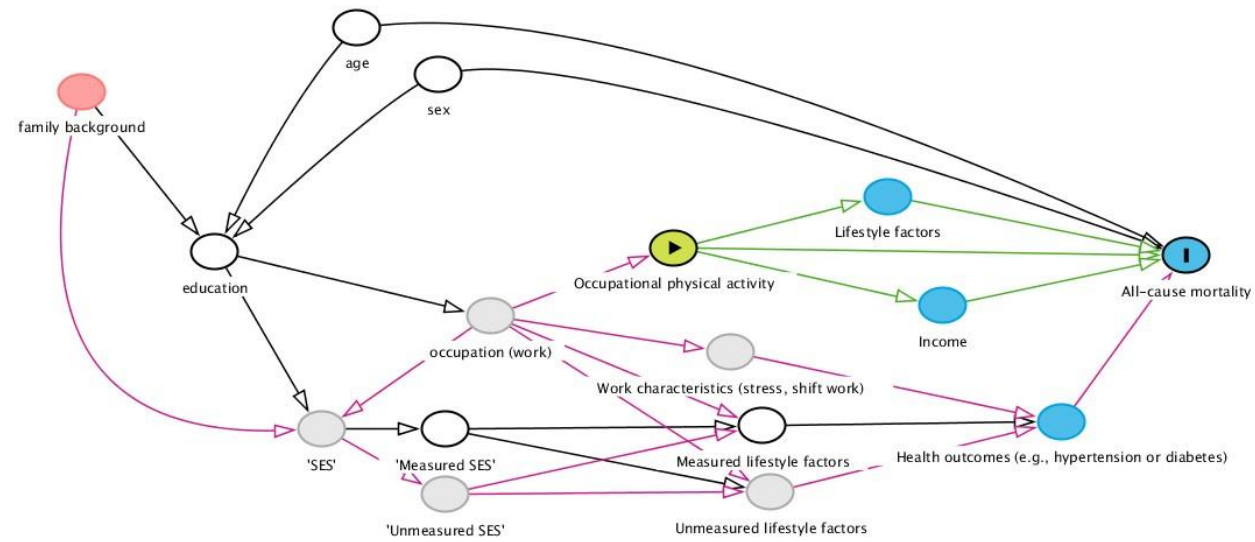 age
sex
family background
Lifestyle factors
education
Occupational physical activity
All-cause mortality
Income
occupation (work)
Work characteristics (stress, shift work)
'SES'
'Measured SES'
Measured lifestyle factors
Health outcomes (e.g., hypertension or diabetes)
'Unmeasured SES'
Unmeasured lifestyle factors